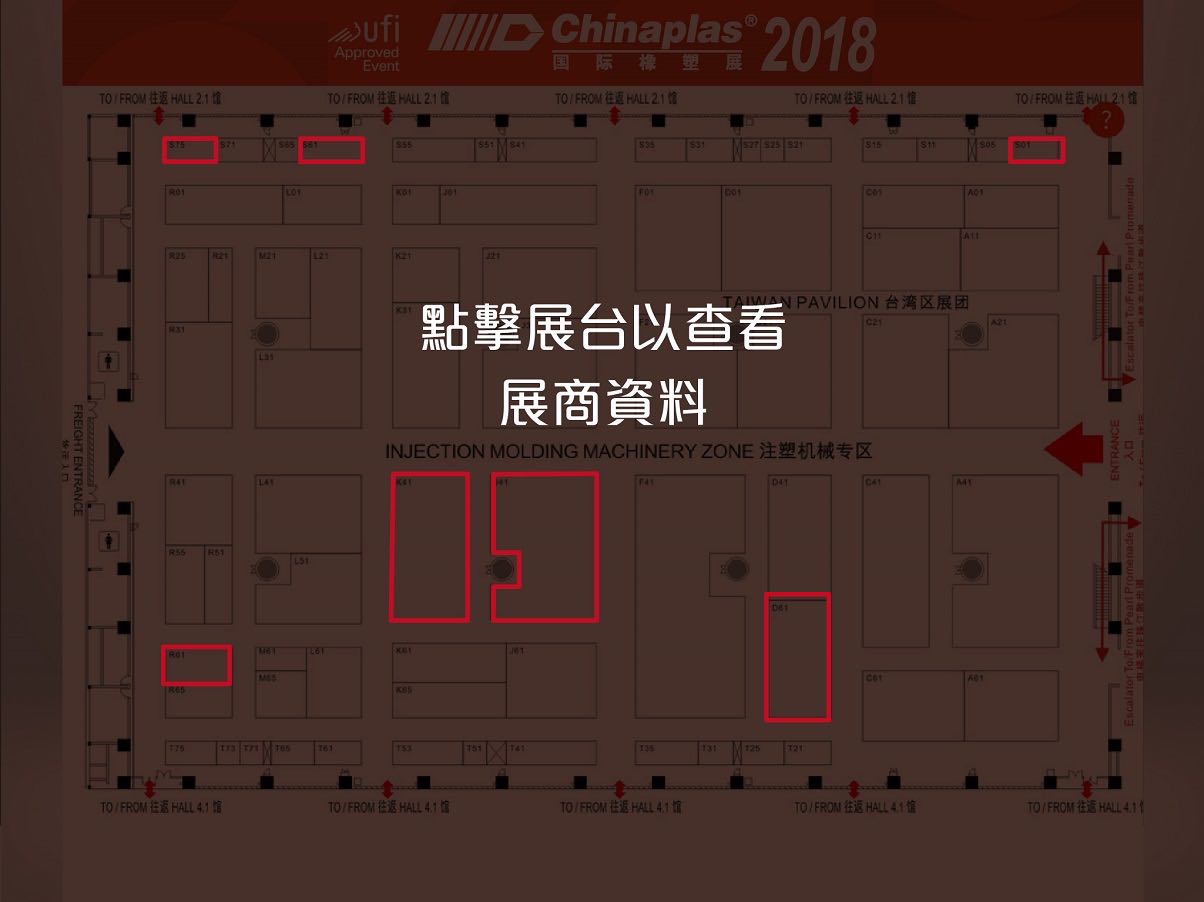 ufi
Approved
Event
Chinaplas® 2018
国际橡塑展
TO / FROM 往返 HALL 2.1 馆
TO / FROM 往返 HALL 2.1 馆
TO / FROM 往返 HALL 2.1 馆
TO / FROM 往返 HALL 2.1 馆
TO / FROM 往返 HALL 2.1 馆
?
S75 S71 S65 S61 S55 S51 S41 S35 S31 S27 S25 S21 S15 S11 S05 S01
R01 L01 K01 J01 F01 D01 C01 A01
C11 A11
R25 R21 M21 L21 K21 J21
TAIWAN PAVILION 台湾区展团
K31
點擊展台以查看
R31 C21 A21
L31
展商資料
INJECTION MOLDING MACHINERY ZONE 注塑机械专区
FREIGHT ENTRANCE
ENTRANCE
入口
Escalator To/From Pearl Promenade
R41 L41 K41 F41 D41 C41 A41
R55 R51 L51
D61
Escalator To/From Pearl Promenade
R61 M61 L61 K61 J61
M65 C61 A61
R65 K65
T75 T73 T71 T65 T61 T53 T51 T41 T35 T31 T25 T21
TO / FROM 往返 HALL 4.1 馆
TO / FROM 往返 HALL 4.1 馆
TO / FROM 往返 HALL 4.1 馆
TO / FROM 往返 HALL 4.1 馆
TO / FROM 往返 HALL 4.1